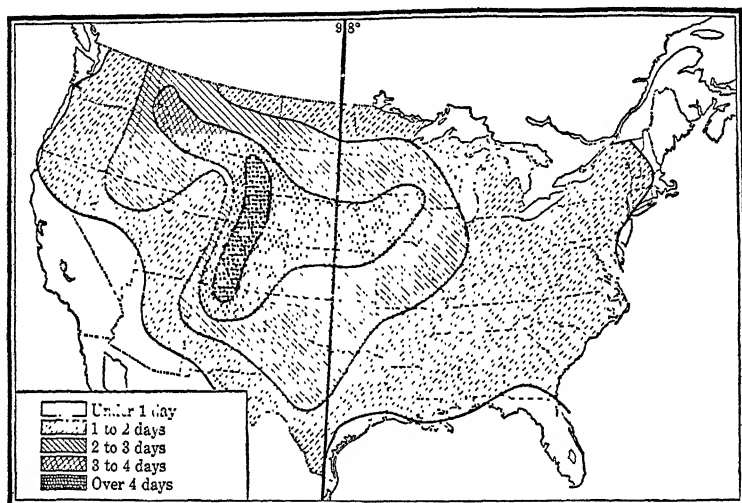 98°
Under 1 day
1 to 2 days
2 to 3 days
3 to 4 days
Over 4 days